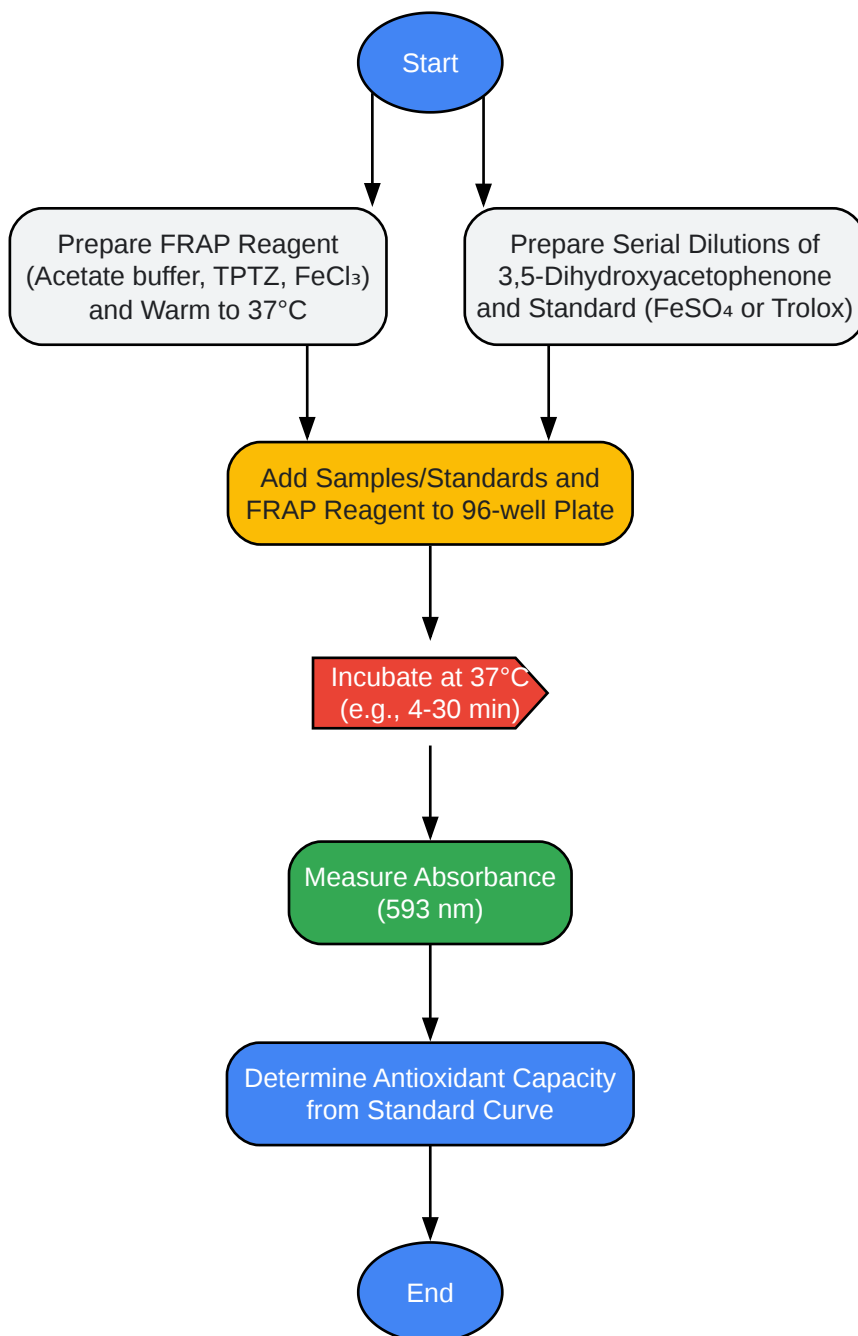 Start
Prepare FRAP Reagent
(Acetate buffer, TPTZ, FeCl₃)
and Warm to 37°C
Prepare Serial Dilutions of
3,5-Dihydroxyacetophenone
and Standard (FeSO₄ or Trolox)
Add Samples/Standards and
FRAP Reagent to 96-well Plate
Incubate at 37°C
(e.g., 4-30 min)
Measure Absorbance
(593 nm)
Determine Antioxidant Capacity
from Standard Curve
End